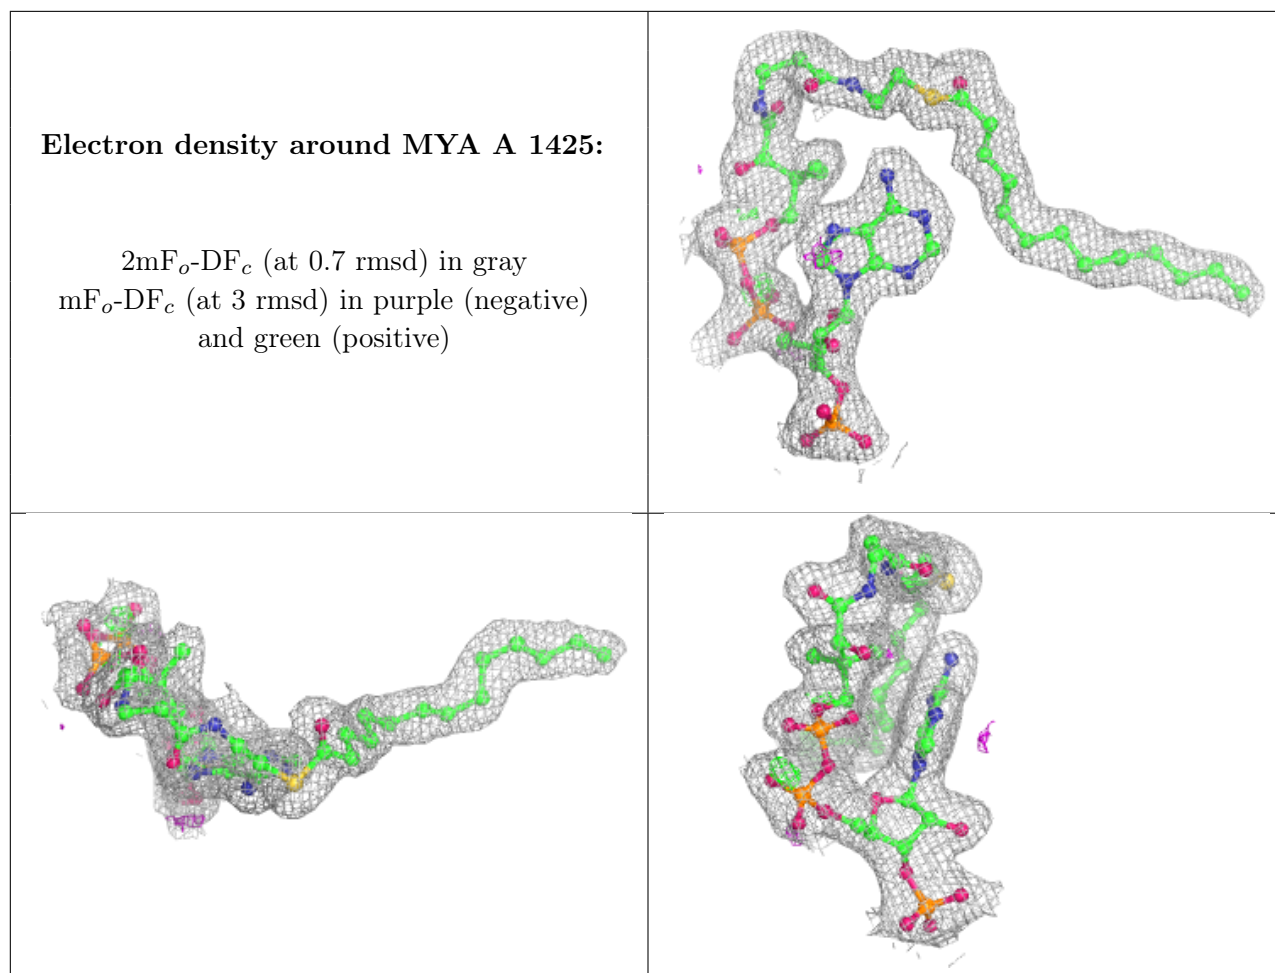 Electron density around MYA A 1425:
2mFₒ-DF𝒸 (at 0.7 rmsd) in gray
mFₒ-DF𝒸 (at 3 rmsd) in purple (negative)
and green (positive)